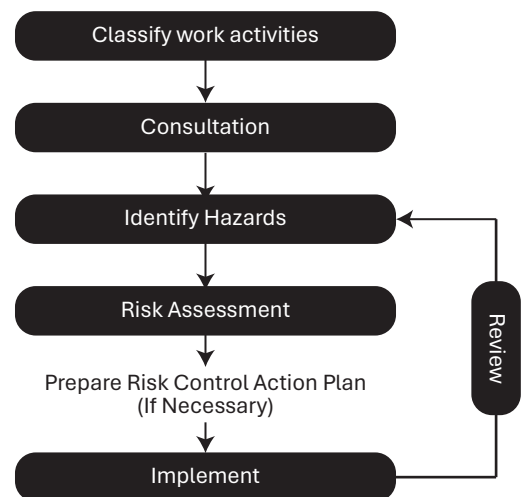 Classify work activities
Consultation
Identify Hazards
Risk Assessment
Review
Prepare Risk Control Action Plan
(If Necessary)
Implement